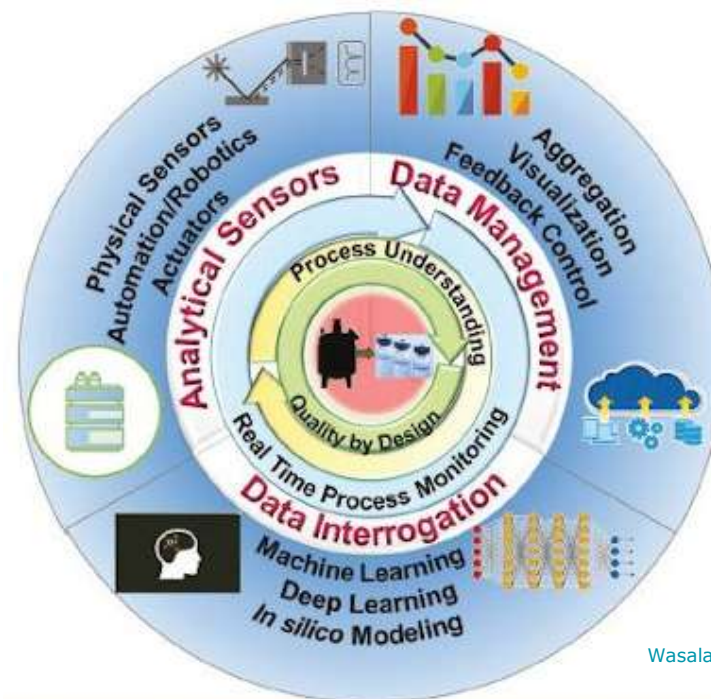 Physical Sensors
Automation/Robotics
Actuators
Analytical Sensors
Aggregation
Visualization
Feedback Control
Data Management
Process Understanding
Quality by Design
Real Time Process Monitoring
Data Interrogation
Machine Learning
Deep Learning
In silico Modeling
Wasala